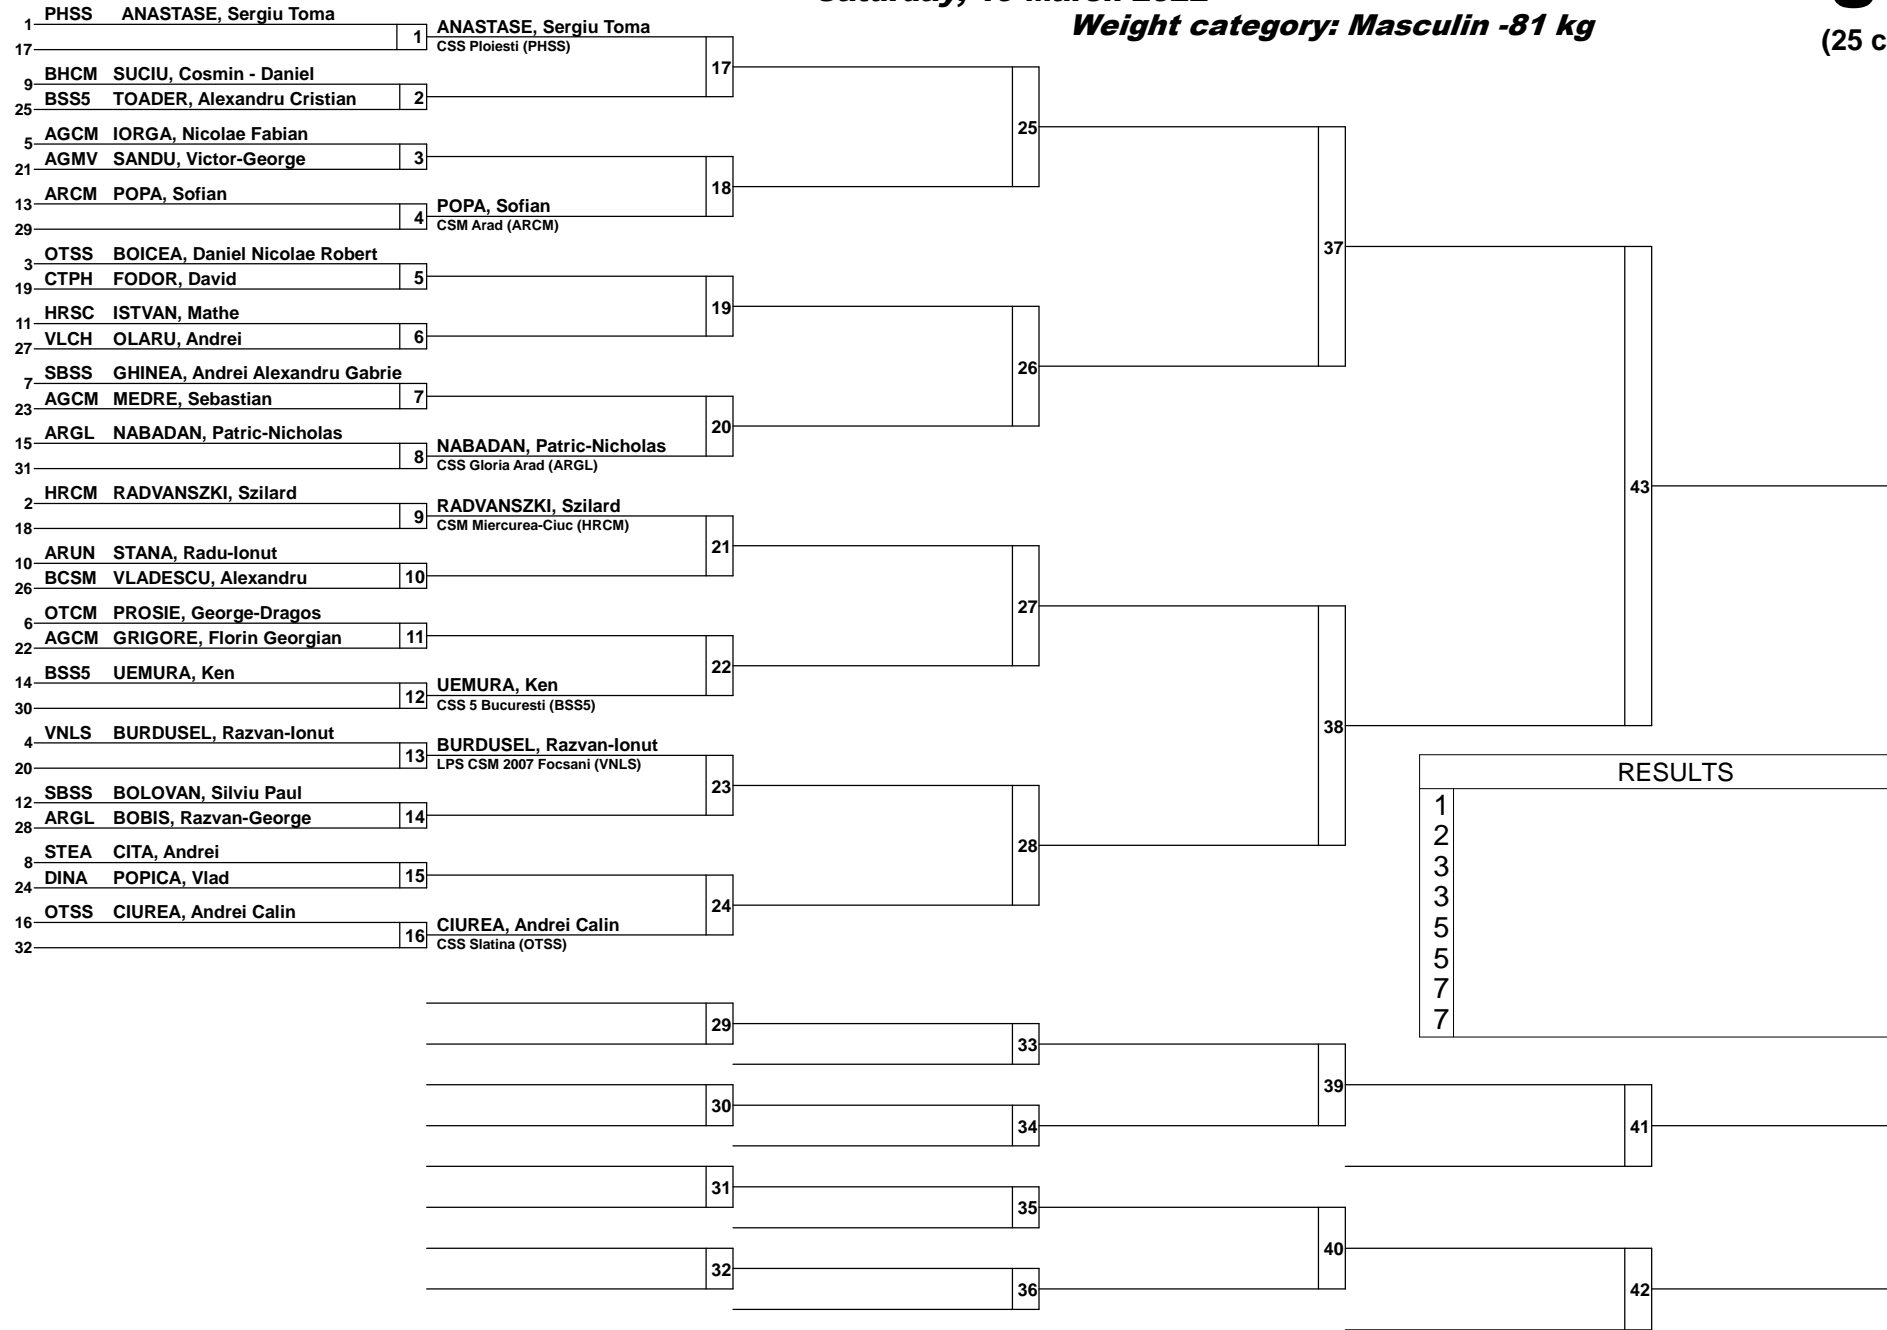 Weight category: Masculin -81 kg
(25 c
1 PHSS ANASTASE, Sergiu Toma
17
1 ANASTASE, Sergiu Toma
CSS Ploiesti (PHSS)
9 BHCM SUCIU, Cosmin - Daniel
25 BSS5 TOADER, Alexandru Cristian
2
17
5 AGCM IORGA, Nicolae Fabian
21 AGMV SANDU, Victor-George
3
13 ARCM POPA, Sofian
29
4 POPA, Sofian
CSM Arad (ARCM)
18
25
3 OTSS BOICEA, Daniel Nicolae Robert
19 CTPH FODOR, David
5
11 HRSC ISTVAN, Mathe
27 VLCH OLARU, Andrei
6
19
7 SBSS GHINEA, Andrei Alexandru Gabrie
23 AGCM MEDRE, Sebastian
7
15 ARGL NABADAN, Patric-Nicholas
31
8 NABADAN, Patric-Nicholas
CSS Gloria Arad (ARGL)
20
26
37
2 HRCM RADVANSZKI, Szilard
18
9 RADVANSZKI, Szilard
CSM Miercurea-Ciuc (HRCM)
10 ARUN STANA, Radu-Ionut
26 BCSM VLADESCU, Alexandru
10
21
6 OTCM PROSIE, George-Dragos
22 AGCM GRIGORE, Florin Georgian
11
14 BSS5 UEMURA, Ken
30
12 UEMURA, Ken
CSS 5 Bucuresti (BSS5)
22
27
4 VNLS BURDUSEL, Razvan-Ionut
20
13 BURDUSEL, Razvan-Ionut
LPS CSM 2007 Focsani (VNLS)
12 SBSS BOLOVAN, Silviu Paul
28 ARGL BOBIS, Razvan-George
14
23
8 STEA CITA, Andrei
24 DINA POPICA, Vlad
15
16 OTSS CIUREA, Andrei Calin
32
16 CIUREA, Andrei Calin
CSS Slatina (OTSS)
24
28
38
43
RESULTS
1
2
3
3
5
5
7
7
29
33
30
34
39
41
31
35
32
36
40
42